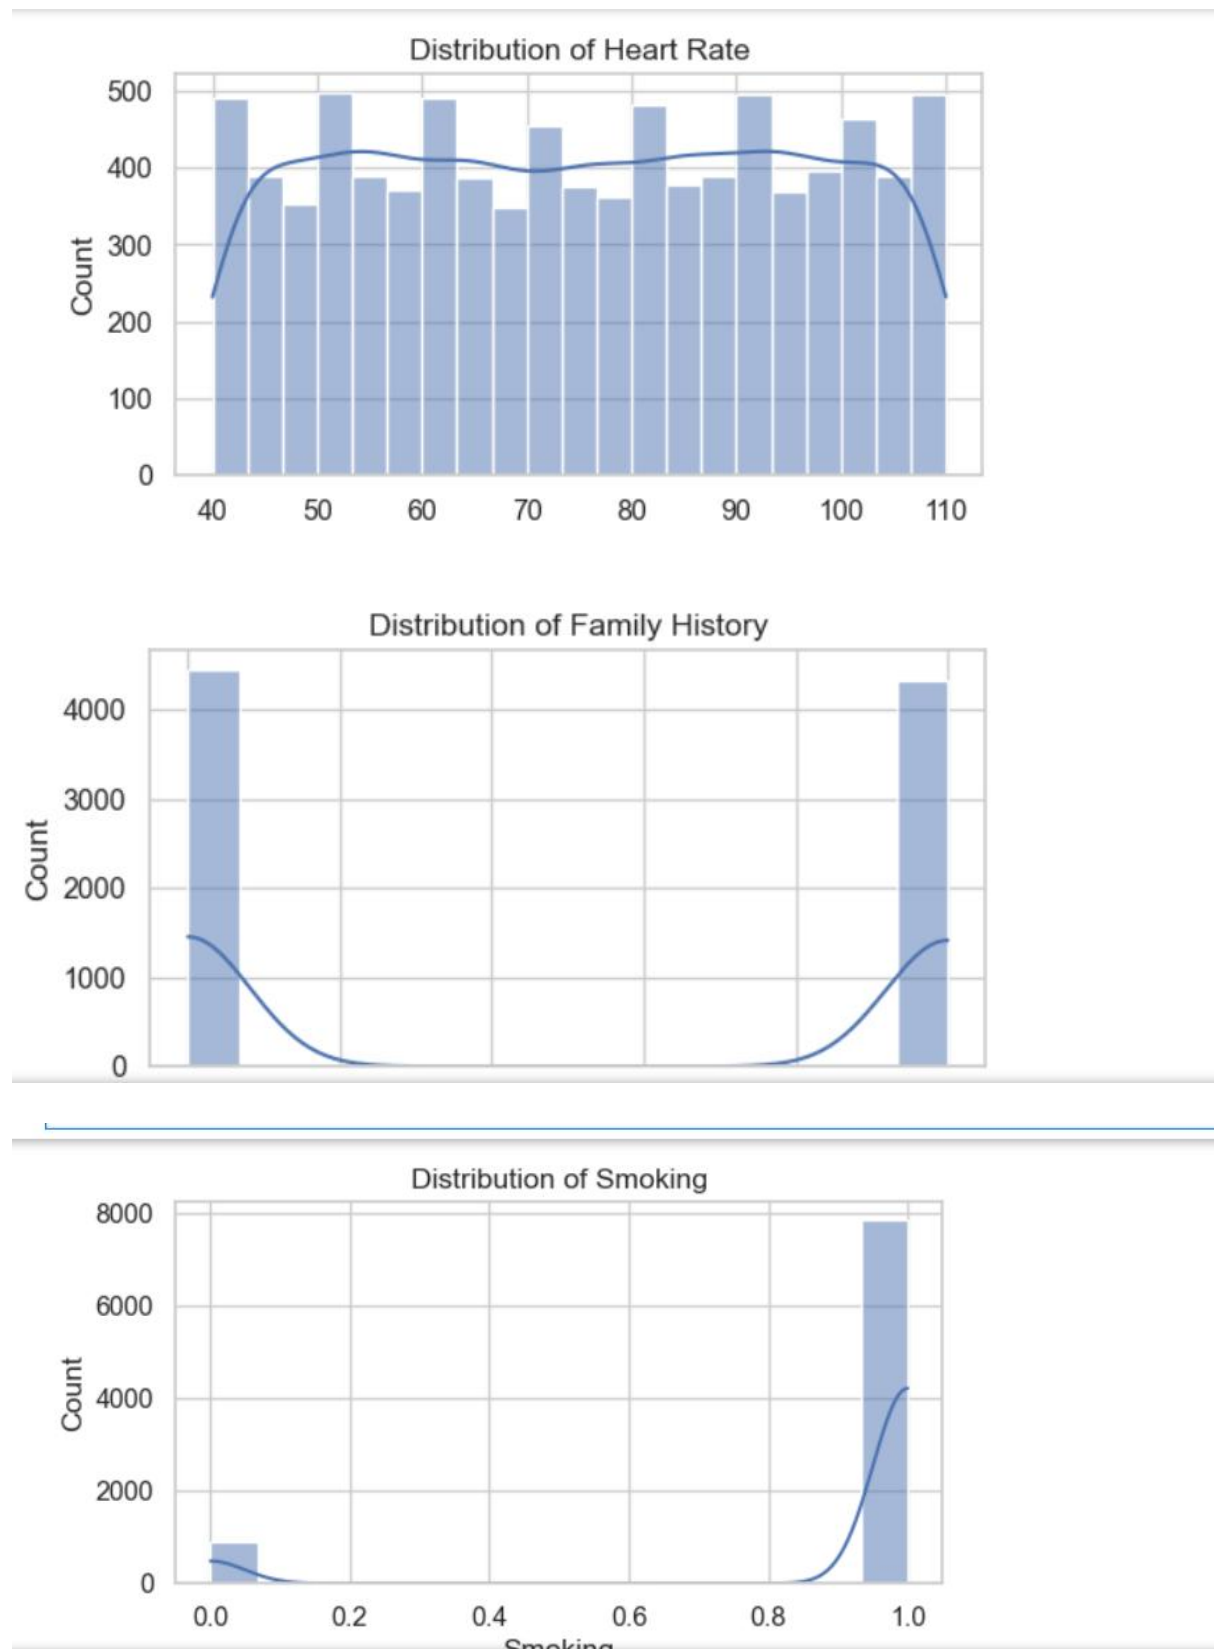 Distribution of Heart Rate
500
400
300
200
100
0
Count
40 50 60 70 80 90 100 110
Distribution of Family History
4000
3000
2000
1000
0
Count
Distribution of Smoking
8000
6000
4000
2000
0
Count
0.0 0.2 0.4 0.6 0.8 1.0
Smoking